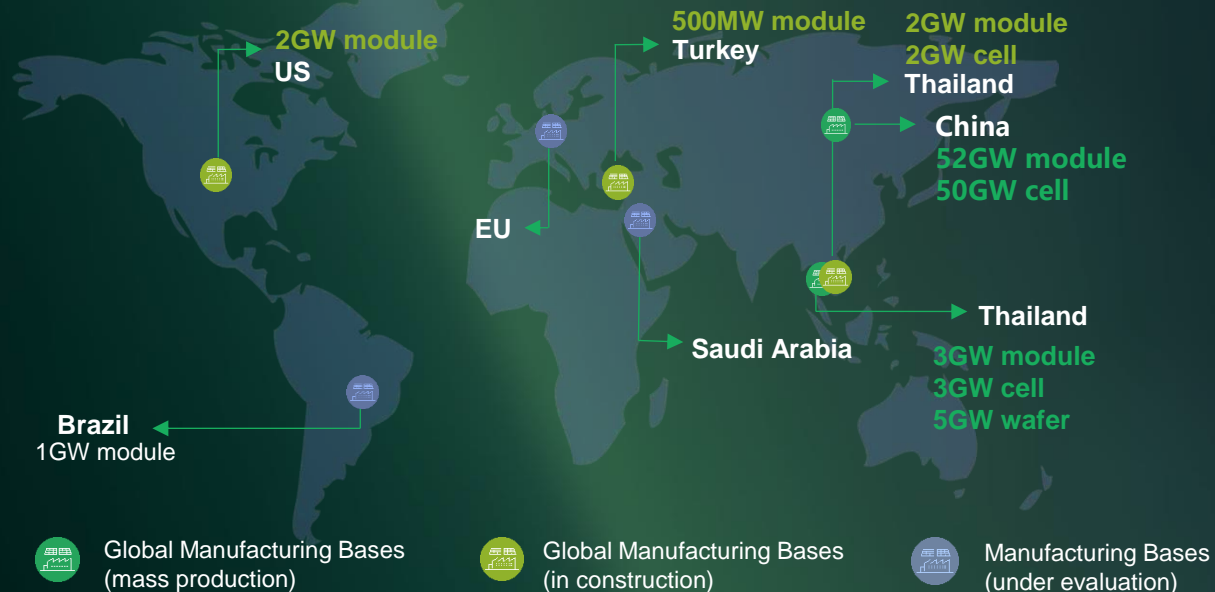 2GW module
US
500MW module
Turkey
2GW module
2GW cell
Thailand
China
52GW module
50GW cell
EU
Saudi Arabia
Thailand
3GW module
3GW cell
5GW wafer
Brazil
1GW module
Global Manufacturing Bases
(mass production)
Global Manufacturing Bases
(in construction)
Manufacturing Bases
(under evaluation)